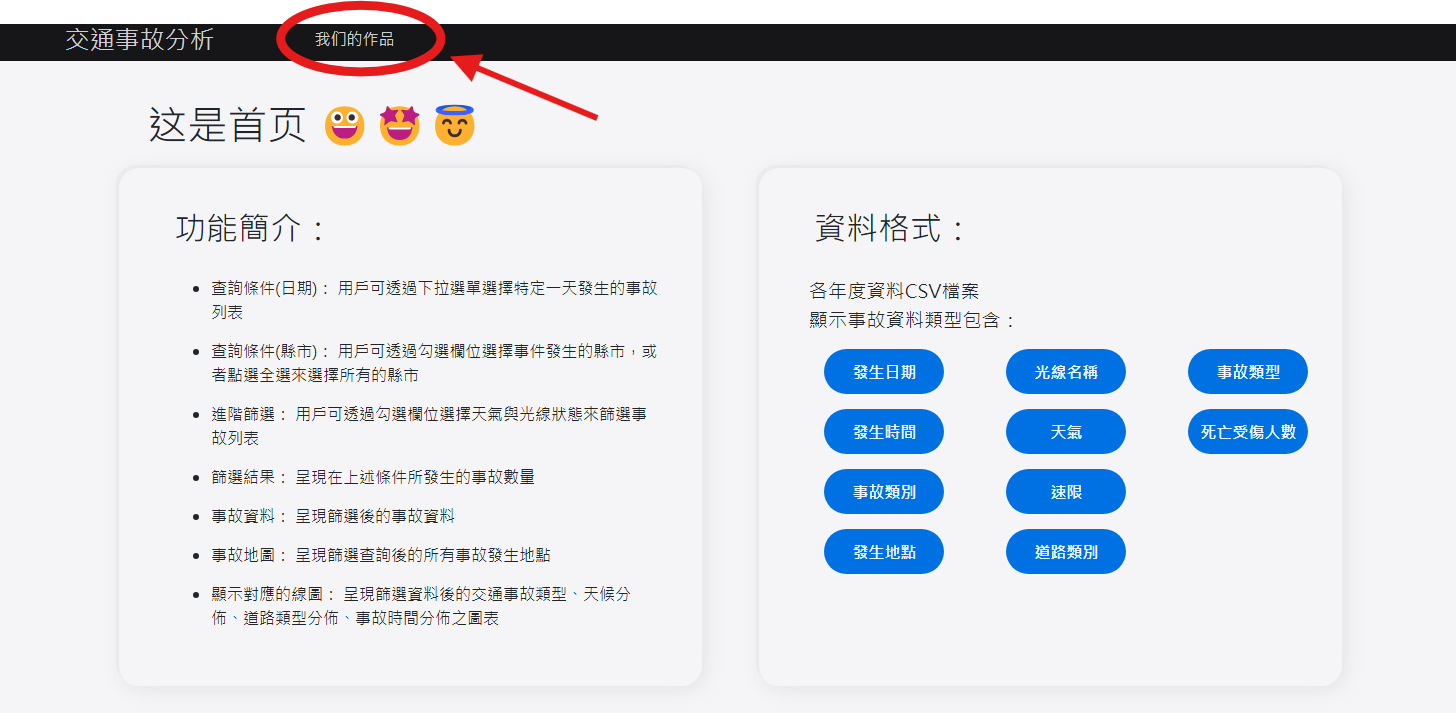 交通事故分析
我们的作品
这是首页
功能簡介：
查詢條件(日期)： 用戶可透過下拉選單選擇特定一天發生的事故
列表
查詢條件(縣市)： 用戶可透過勾選欄位選擇事件發生的縣市，或
者點選全選來選擇所有的縣市
進階篩選： 用戶可透過勾選欄位選擇天氣與光線狀態來篩選事
故列表
篩選結果： 呈現在上述條件所發生的事故數量
事故資料： 呈現篩選後的事故資料
事故地圖： 呈現篩選查詢後的所有事故發生地點
顯示對應的線圖： 呈現篩選資料後的交通事故類型、天候分
佈、道路類型分佈、事故時間分佈之圖表
資料格式：
各年度資料CSV檔案
顯示事故資料類型包含：
發生日期
光線名稱
事故類型
發生時間
天氣
死亡受傷人數
事故類別
速限
發生地點
道路類別